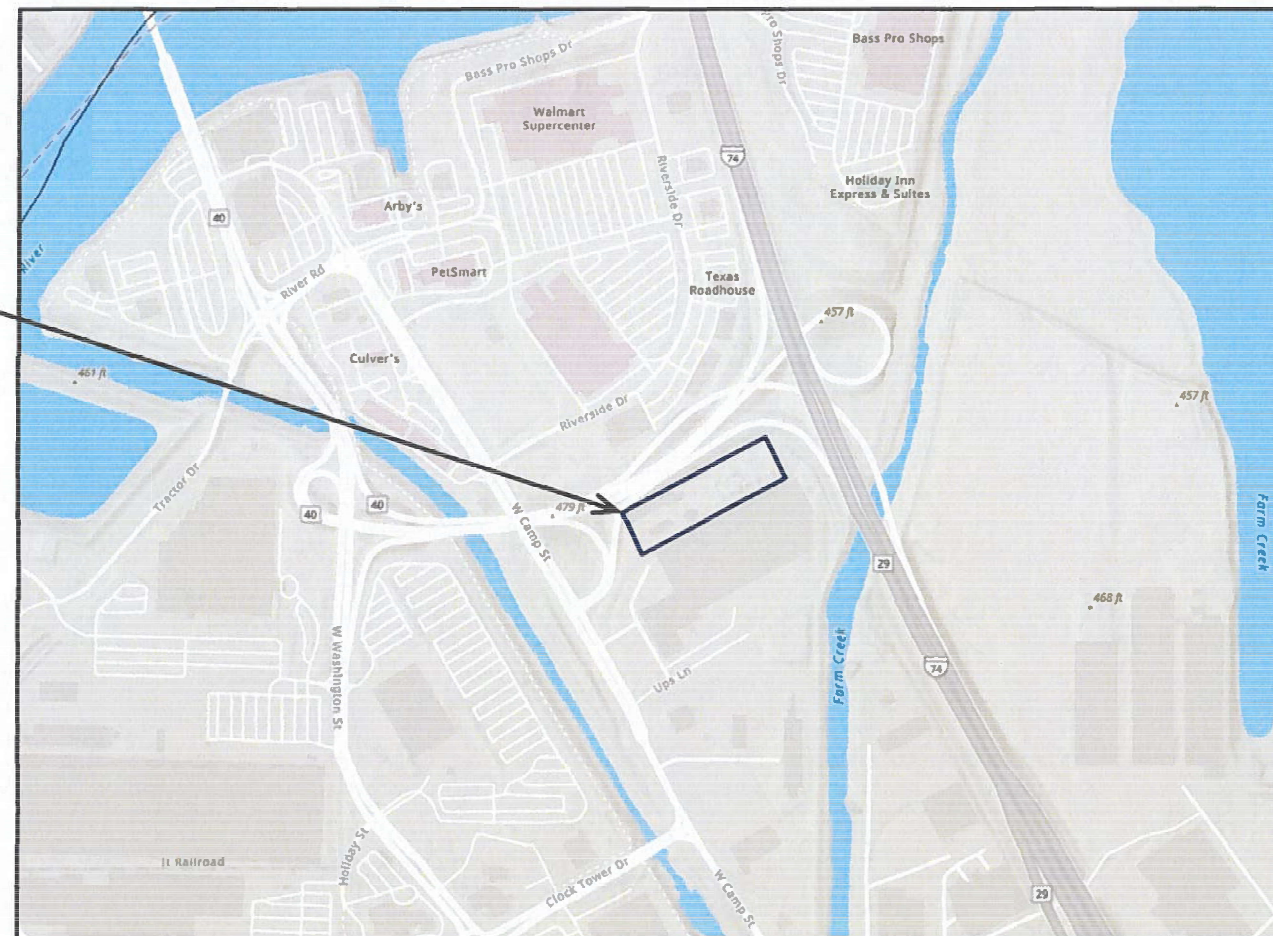 Bass Pro Shops Dr
Pro Shops Dr
Bass Pro Shops
Walmart
Supercenter
74
Riverside Dr
Holiday Inn
Express & Suites
Arby's
40
River
River Rd
PetSmart
Texas
Roadhouse
457 ft
Culver's
461 ft
457 ft
Riverside Dr
Tractor Dr
40
40
479 ft
W Camp St
Farm Creek
29
468 ft
W Washington St
Farm Creek
74
Ups Ln
Il Railroad
Holiday St
Clock Tower Dr
W Camp St
29